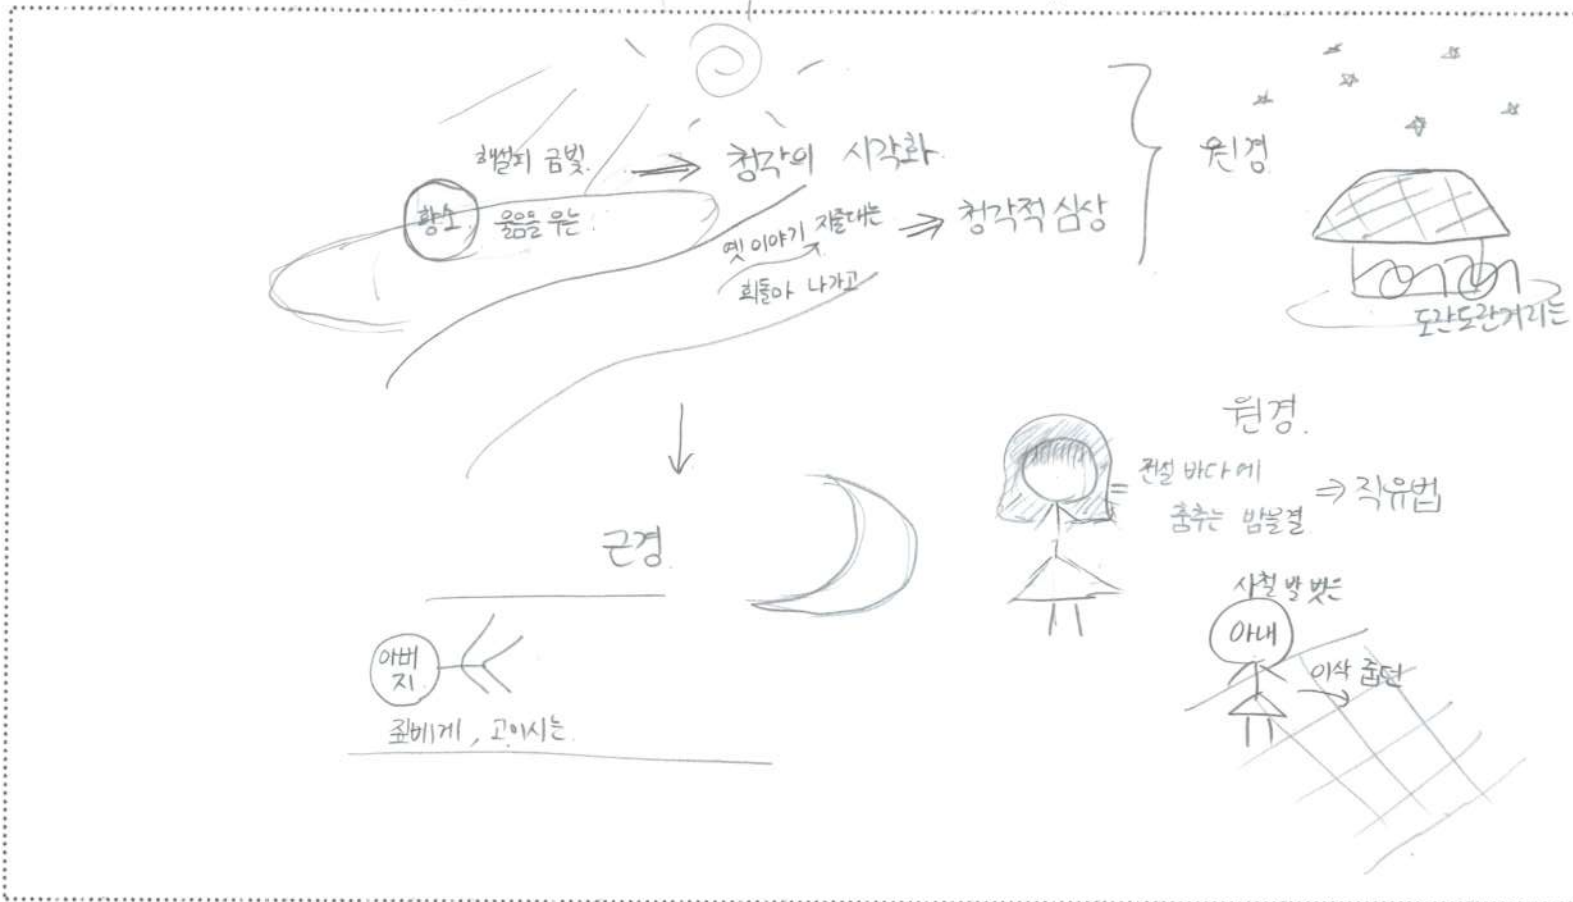 해설피 금빛.
→ 청각의 시각화.
황소.
울음을 우는.
옛 이야기 지줄대는
⇒ 청각적 심상
회돌아 나가고
원경
도란도란거리는
근경.
원경.
= 전설 바다에
춤추는 밤물결
⇒ 직유법
아버
지.
짚베게, 고이시는.
사철 발 벗은
아내
이삭 줍던